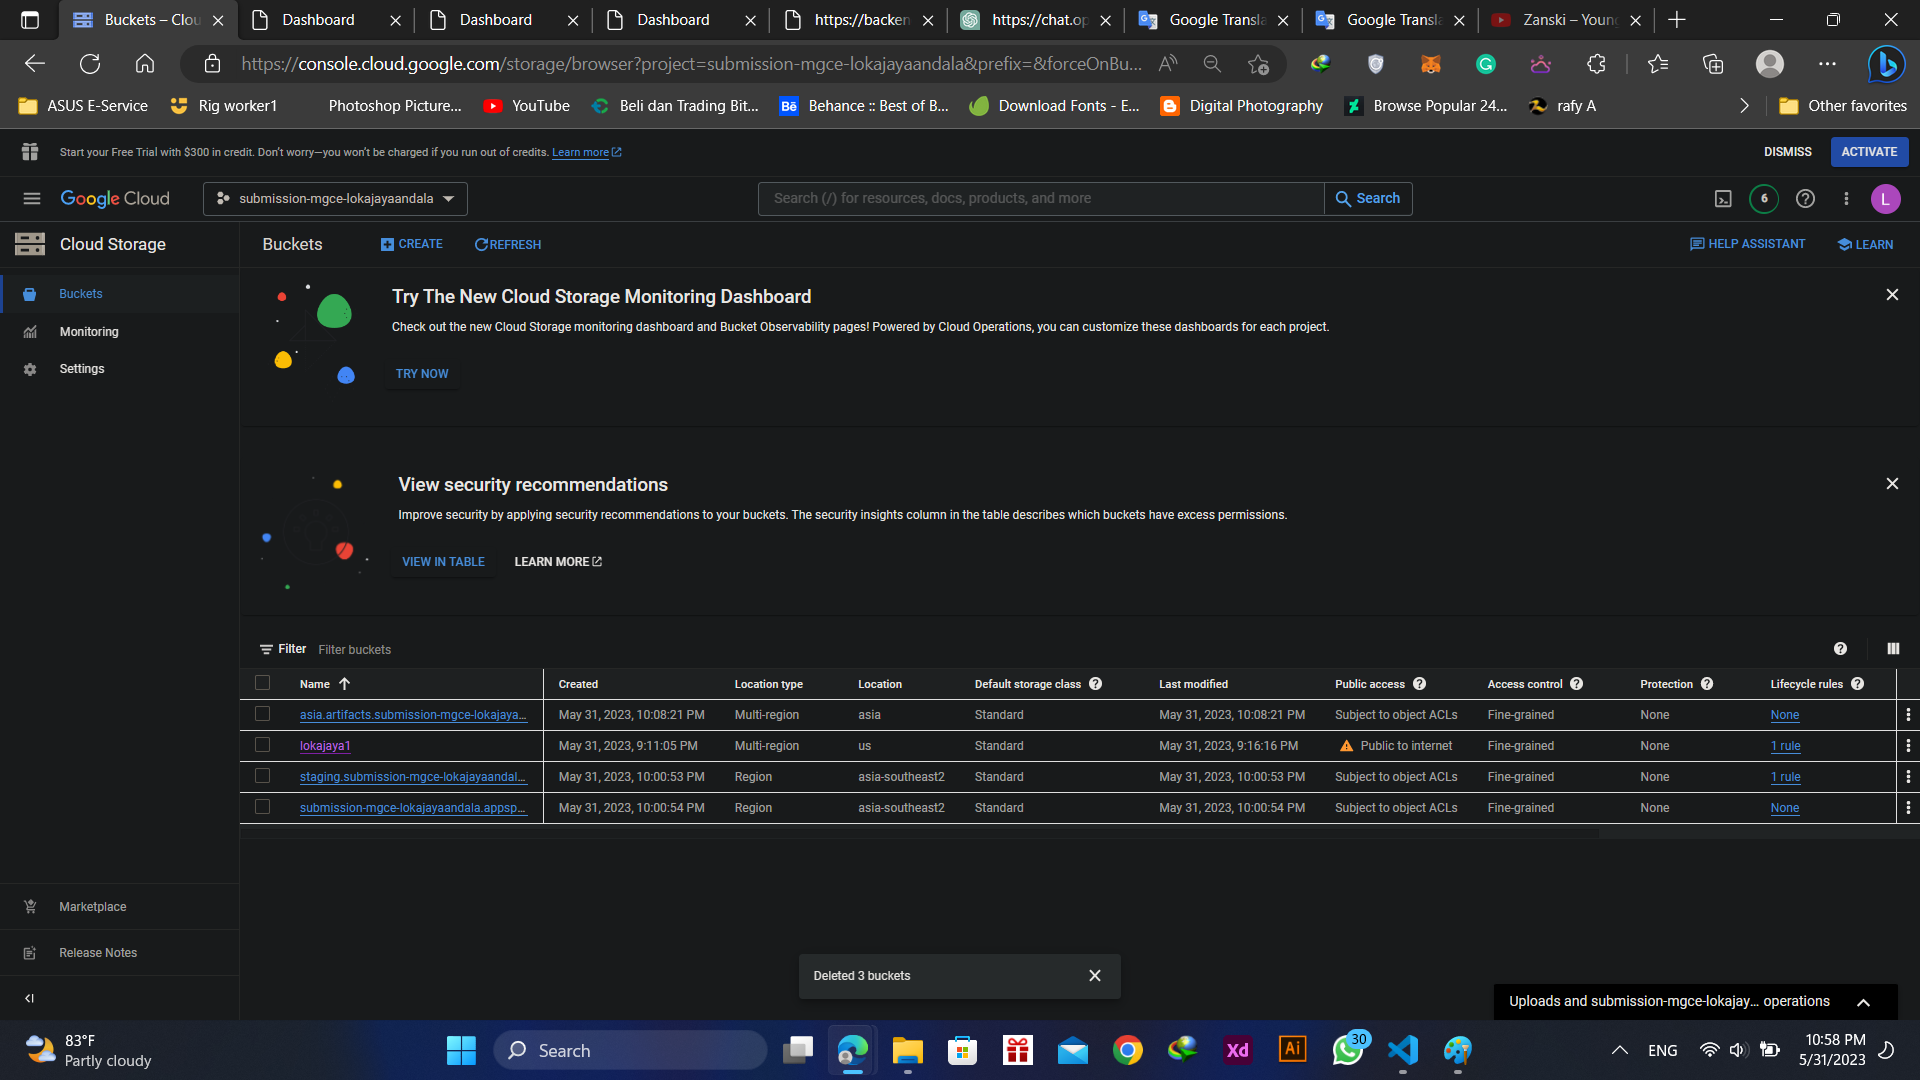 Buckets – Clou
Dashboard
Dashboard
Dashboard
https://backen
https://chat.op
Google Transla
Google Transla
Zanski – Young
https://console.cloud.google.com/storage/browser?project=submission-mgce-lokajayaandala&prefix=&forceOnBu...
ASUS E-Service
Rig worker1
Photoshop Picture...
YouTube
Beli dan Trading Bit...
Behance :: Best of B...
Download Fonts - E...
Digital Photography
Browse Popular 24...
rafy A
Other favorites
Start your Free Trial with $300 in credit. Don't worry—you won't be charged if you run out of credits. Learn more
DISMISS
ACTIVATE
Google Cloud
submission-mgce-lokajayaandala
Search (/) for resources, docs, products, and more
Search
6
L
Cloud Storage
Buckets
CREATE
REFRESH
HELP ASSISTANT
LEARN
Buckets
Monitoring
Settings
Try The New Cloud Storage Monitoring Dashboard
Check out the new Cloud Storage monitoring dashboard and Bucket Observability pages! Powered by Cloud Operations, you can customize these dashboards for each project.
TRY NOW
View security recommendations
Improve security by applying security recommendations to your buckets. The security insights column in the table describes which buckets have excess permissions.
VIEW IN TABLE
LEARN MORE
Filter Filter buckets
Name Created Location type Location Default storage class Last modified Public access Access control Protection Lifecycle rules
asia.artifacts.submission-mgce-lokajaya... May 31, 2023, 10:08:21 PM Multi-region asia Standard May 31, 2023, 10:08:21 PM Subject to object ACLs Fine-grained None None
lokajaya1 May 31, 2023, 9:11:05 PM Multi-region us Standard May 31, 2023, 9:16:16 PM Public to internet Fine-grained None 1 rule
staging.submission-mgce-lokajayaandal... May 31, 2023, 10:00:53 PM Region asia-southeast2 Standard May 31, 2023, 10:00:53 PM Subject to object ACLs Fine-grained None 1 rule
submission-mgce-lokajayaandala.appsp... May 31, 2023, 10:00:54 PM Region asia-southeast2 Standard May 31, 2023, 10:00:54 PM Subject to object ACLs Fine-grained None None
Marketplace
Release Notes
Deleted 3 buckets
Uploads and submission-mgce-lokajay... operations
83°F
Partly cloudy
Search
Xd
Ai
30
ENG
10:58 PM
5/31/2023